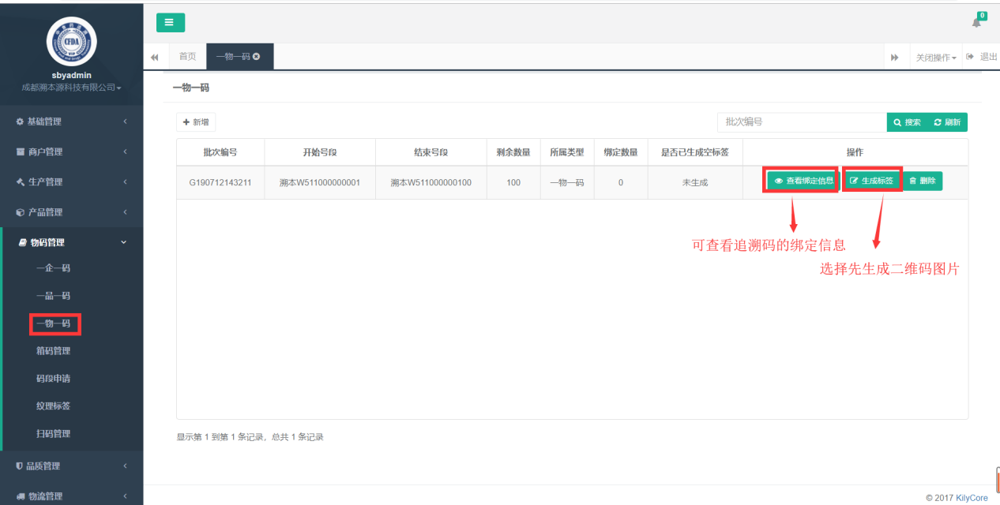 CFDA
sbyadmin
成都溯本源科技有限公司
基础管理
商户管理
生产管理
产品管理
物码管理
一企一码
一品一码
一物一码
箱码管理
码段申请
纹理标签
扫码管理
品质管理
物流管理
0
首页 一物一码 关闭操作 退出
一物一码
新增 批次编号 搜索 刷新
批次编号 开始号段 结束号段 剩余数量 所属类型 绑定数量 是否已生成空标签 操作
G190712143211 溯本W511000000001 溯本W511000000100 100 一物一码 0 未生成 查看绑定信息 生成标签 删除
可查看追溯码的绑定信息
选择先生成二维码图片
显示第 1 到第 1 条记录，总共 1 条记录
© 2017 KilyCore